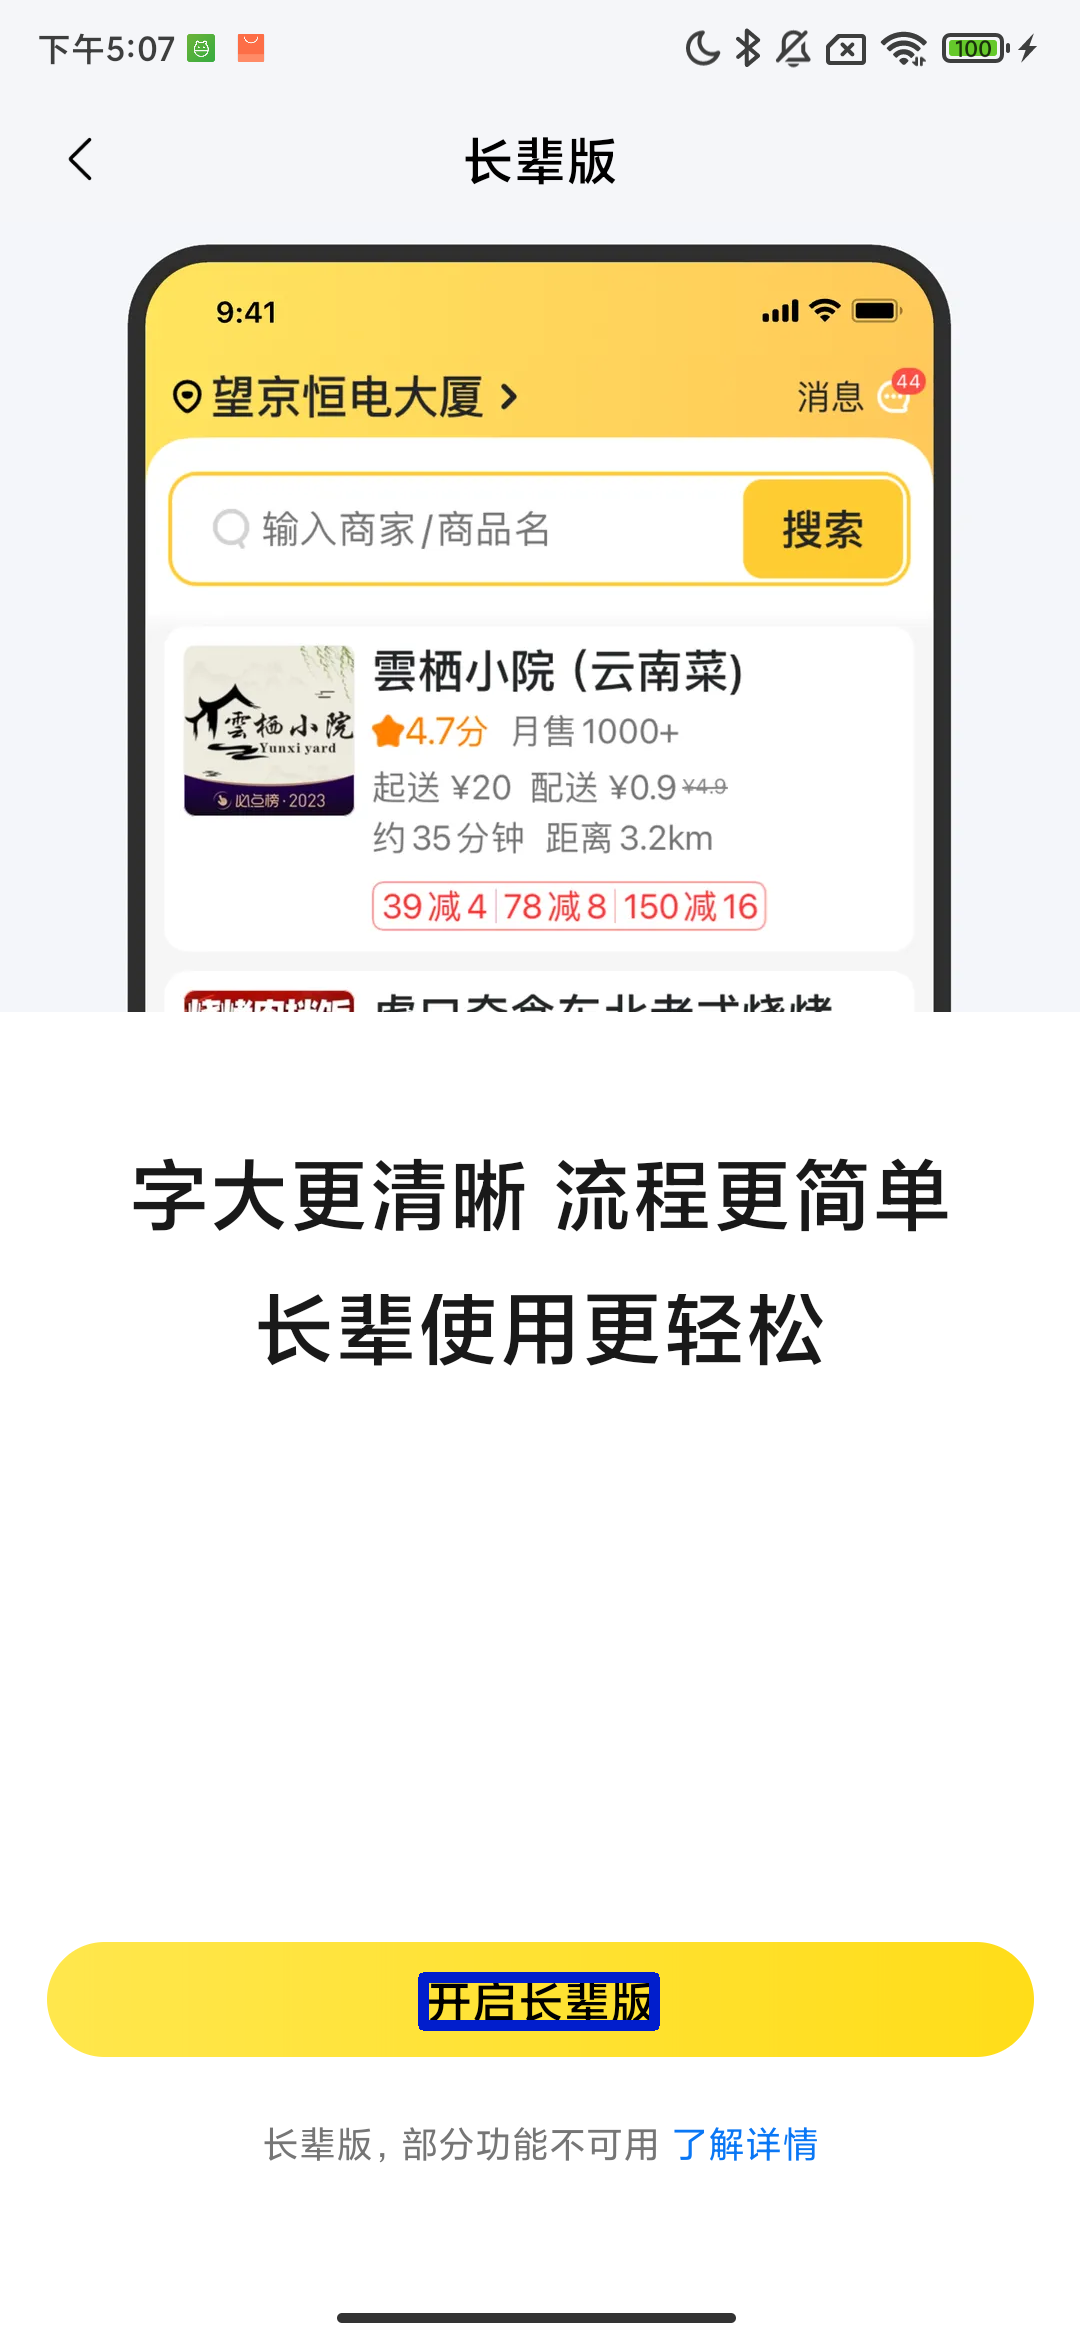 下午5:07
100
长辈版
9:41
望京恒电大厦
消息
44
输入商家/商品名
搜索
雲栖小院（云南菜）
雲栖小院
Yunxi yard
必点榜·2023
4.7分 月售1000+
起送 ¥20 配送 ¥0.9 ¥4.9
约35分钟 距离3.2km
39减4 78减8 150减16
字大更清晰 流程更简单
长辈使用更轻松
开启长辈版
长辈版, 部分功能不可用 了解详情